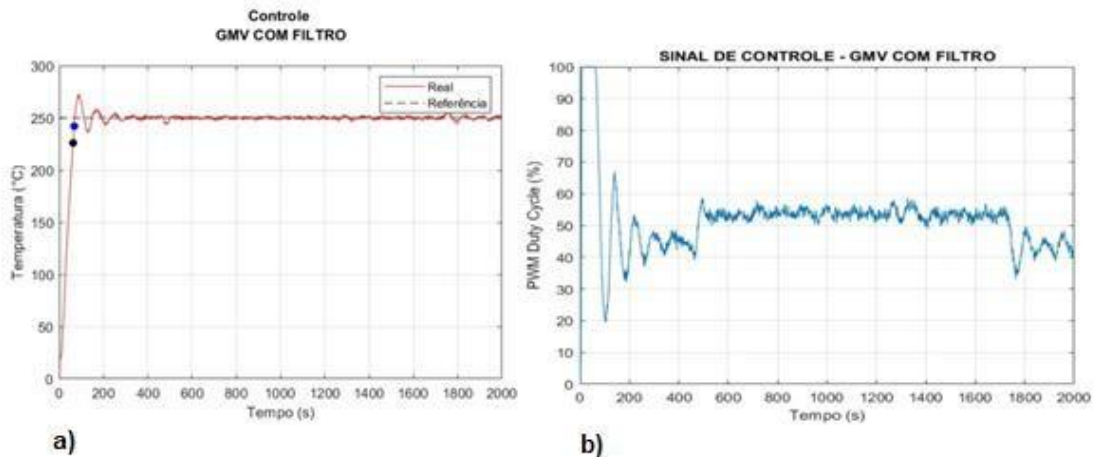 Controle
GMV COM FILTRO
300
250
200
150
100
50
0
Temperatura (°C)
Real
Referência
0 200 400 600 800 1000 1200 1400 1600 1800 2000
Tempo (s)
a)
SINAL DE CONTROLE - GMV COM FILTRO
100
90
80
70
60
50
40
30
20
10
0
PWM Duty Cycle (%)
0 200 400 600 800 1000 1200 1400 1600 1800 2000
Tempo (s)
b)